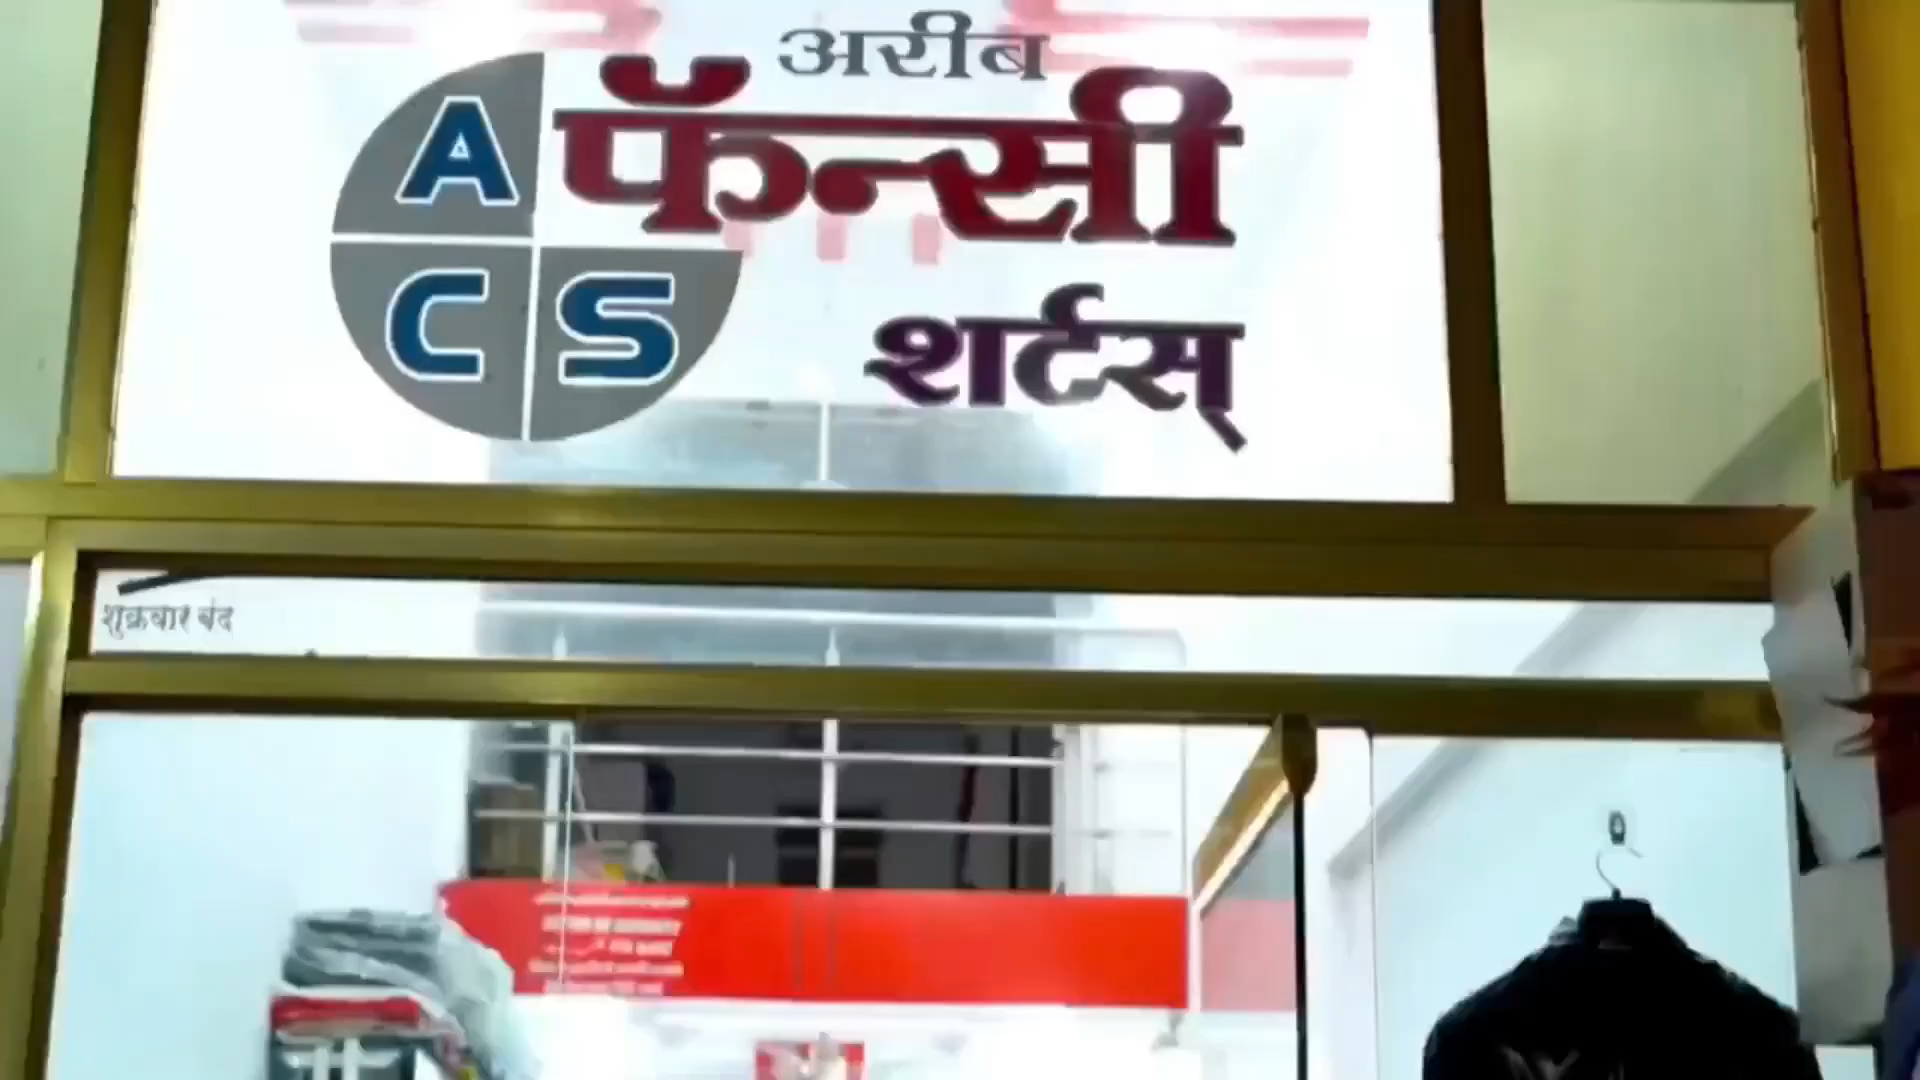 अरीब
फॅन्सी
शर्टस्
A
C S
शुक्रवार बंद